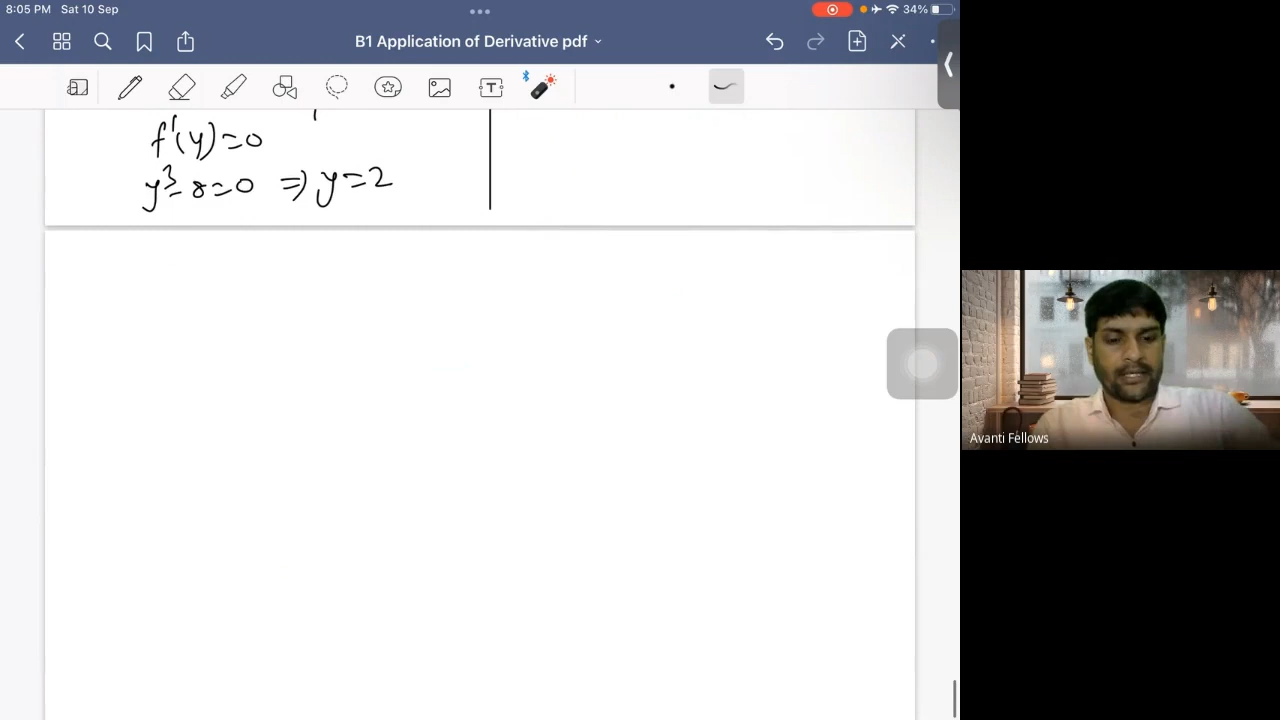 8:05 PM Sat 10 Sep
34%
B1 Application of Derivative pdf
T
f'(y)=0
y³-8=0 ⇒ y=2
Avanti Fellows